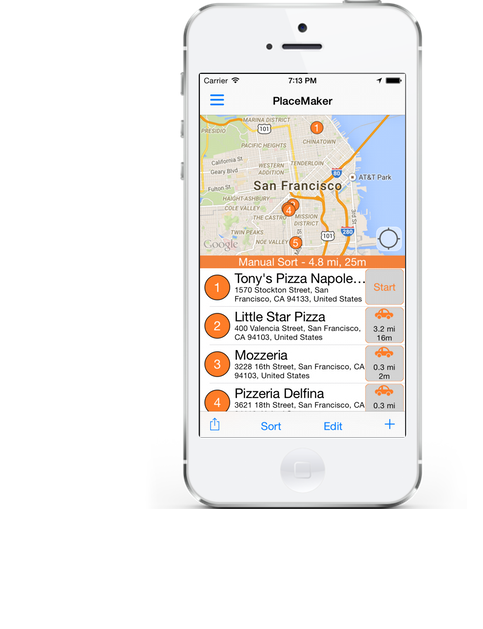 Carrier 7:13 PM
PlaceMaker
MARINA DISTRICT
PRESIDIO
101
1
CHINATOWN
PACIFIC HEIGHTS
California St
TENDERLOIN
WESTERN
ADDITION
Geary Blvd
80
AT&T Park
San Francisco
Fulton St
HAIGHT-ASHBURY
COLE VALLEY
4
THE CASTRO
MISSION
DISTRICT
TWIN PEAKS
101
280
NOE VALLEY
5
Google
Manual Sort - 4.8 mi, 25m
1
Tony's Pizza Napole...
1570 Stockton Street, San
Francisco, CA 94133, United States
Start
2
Little Star Pizza
400 Valencia Street, San Francisco,
CA 94103, United States
3.2 mi
16m
3
Mozzeria
3228 16th Street, San Francisco, CA
94103, United States
0.3 mi
2m
4
Pizzeria Delfina
3621 18th Street, San Francisco, CA
0.3 mi
Sort
Edit